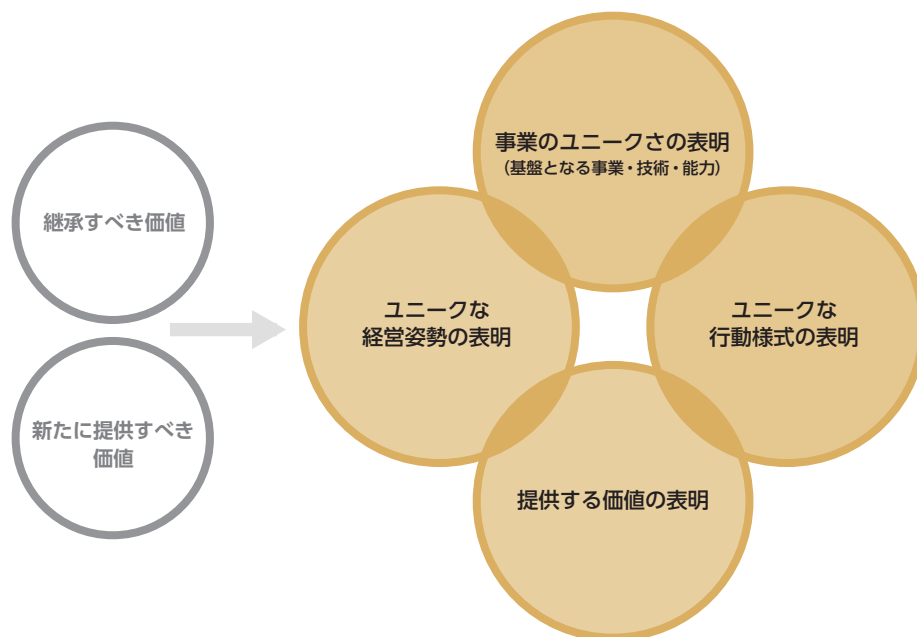 継承すべき価値
新たに提供すべき
価値
事業のユニークさの表明
（基盤となる事業・技術・能力）
ユニークな
経営姿勢の表明
ユニークな
行動様式の表明
提供する価値の表明